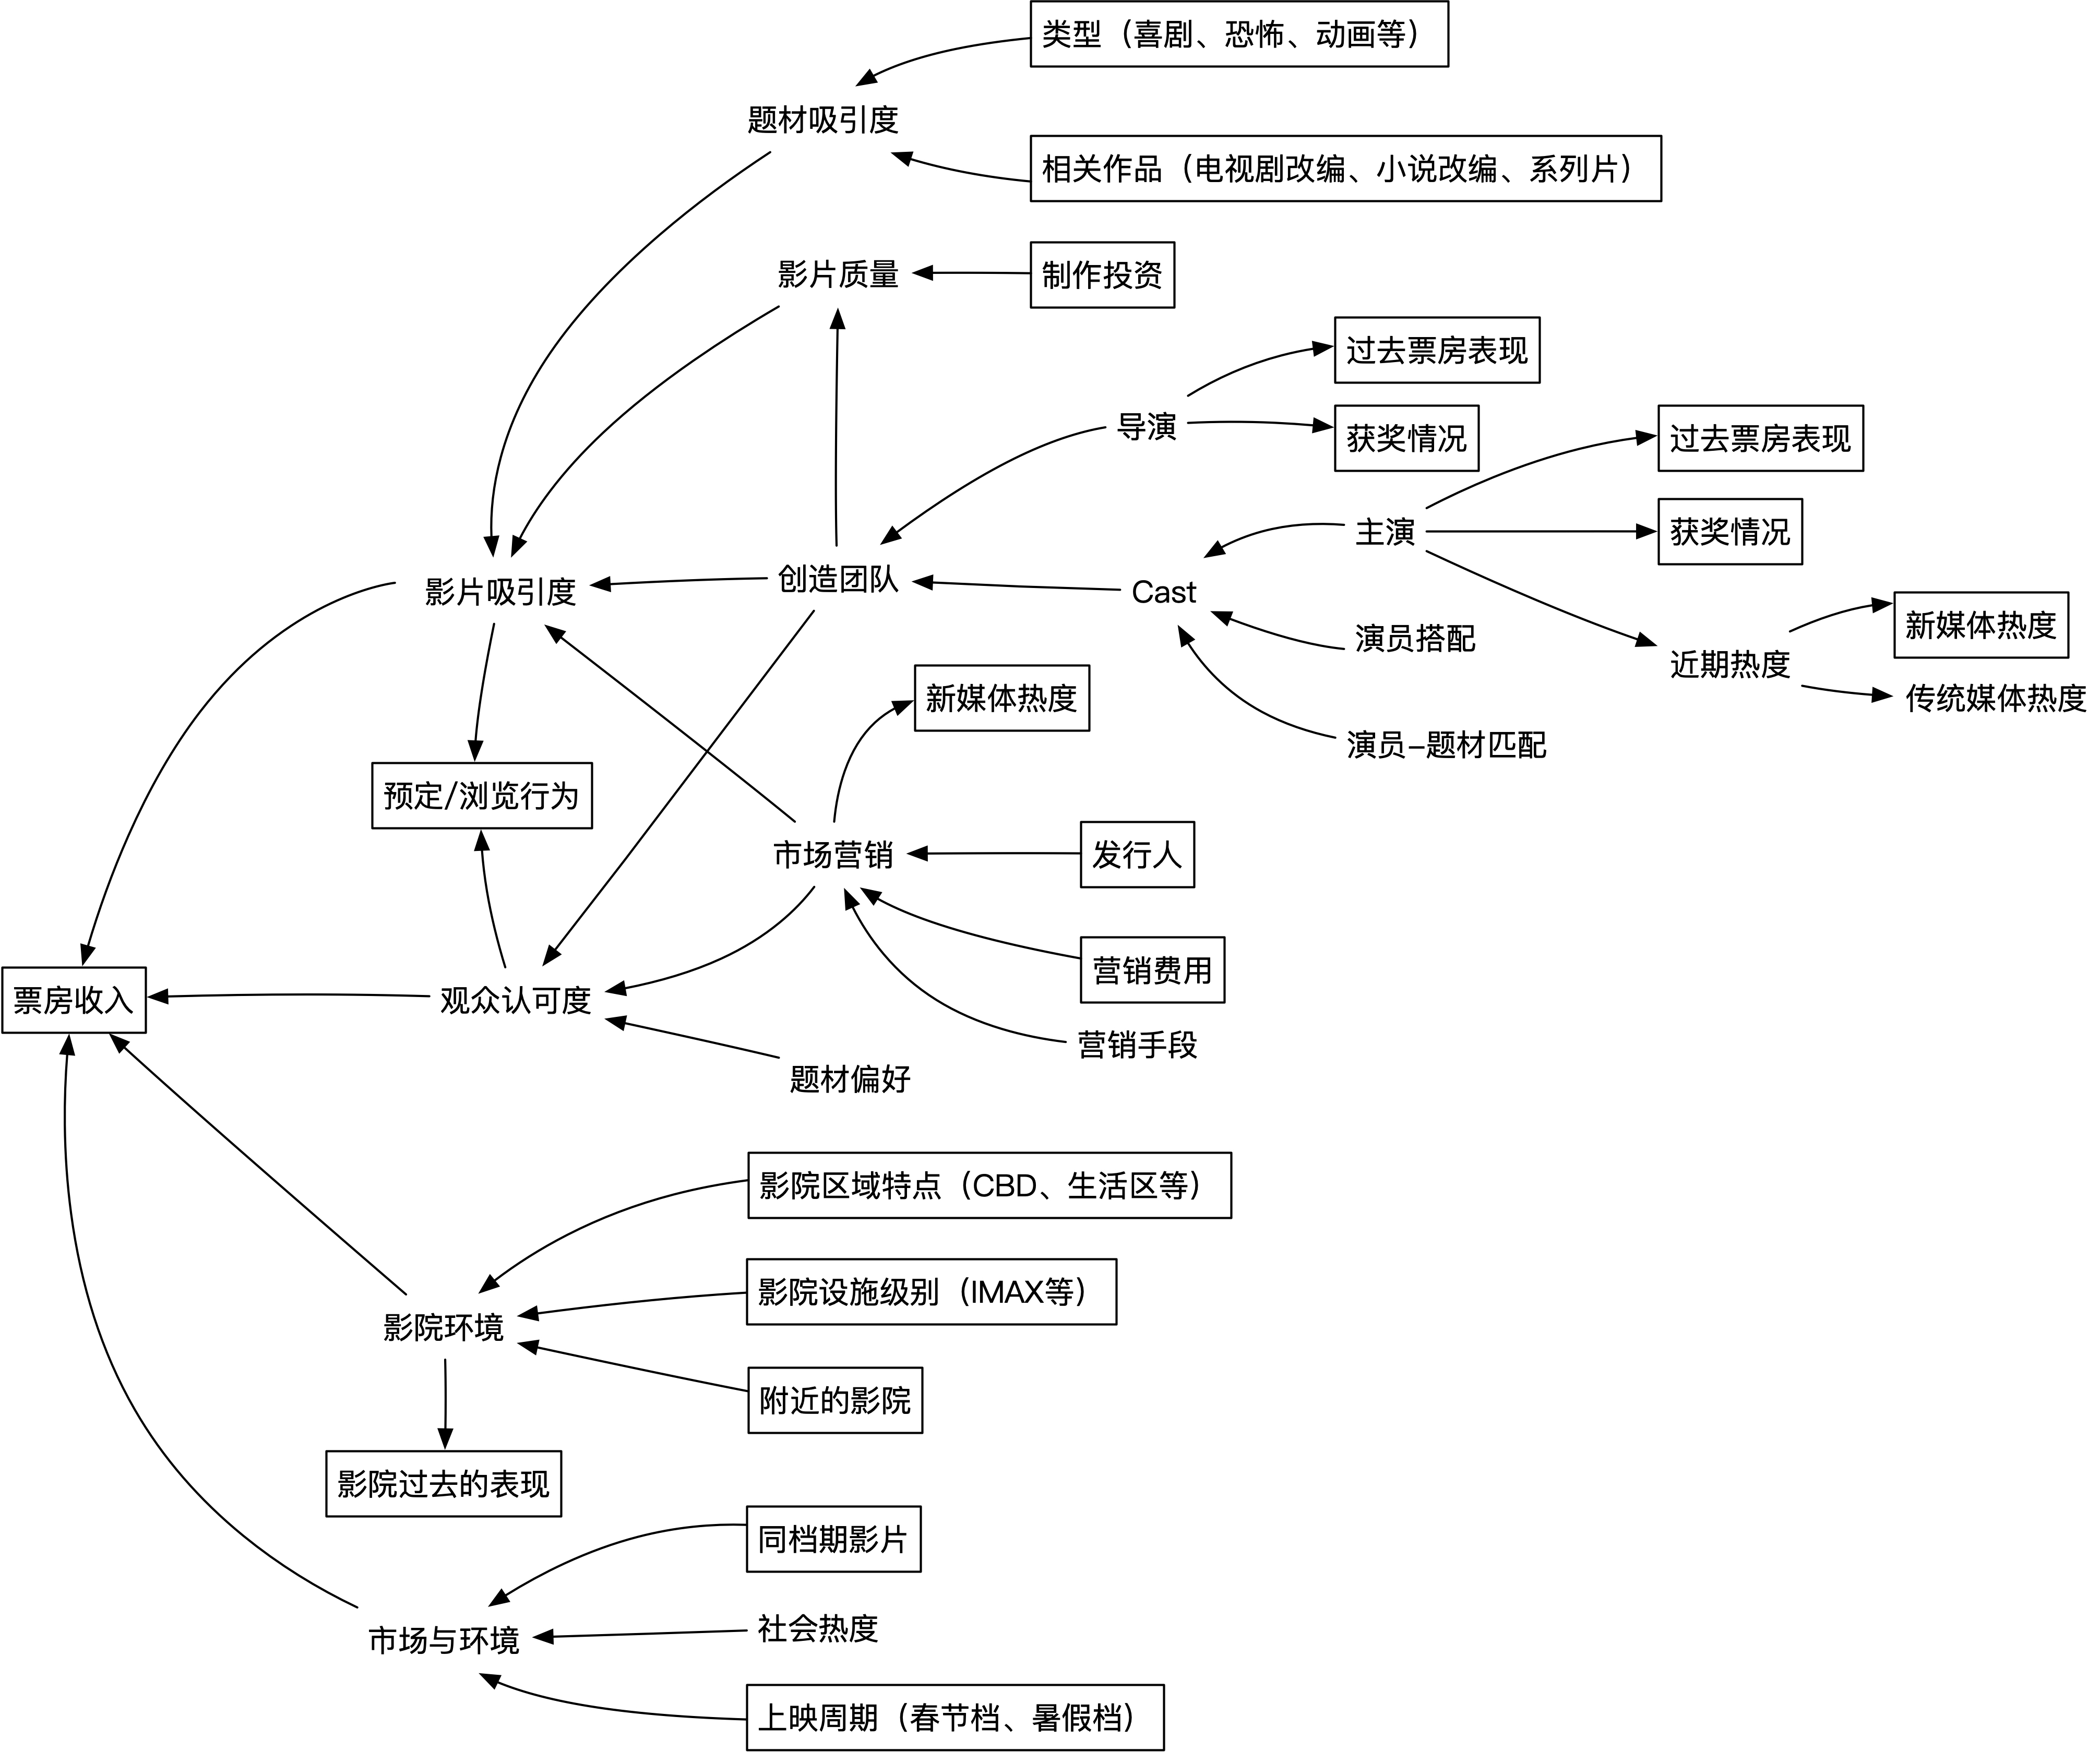 类型（喜剧、恐怖、动画等）
题材吸引度
相关作品（电视剧改编、小说改编、系列片）
影片质量
制作投资
过去票房表现
导演
获奖情况
过去票房表现
主演
获奖情况
影片吸引度
创造团队
Cast
新媒体热度
演员搭配
近期热度
传统媒体热度
新媒体热度
演员-题材匹配
预定/浏览行为
市场营销
发行人
营销费用
票房收入
观众认可度
营销手段
题材偏好
影院区域特点（CBD、生活区等）
影院设施级别（IMAX等）
影院环境
附近的影院
影院过去的表现
同档期影片
社会热度
市场与环境
上映周期（春节档、暑假档）